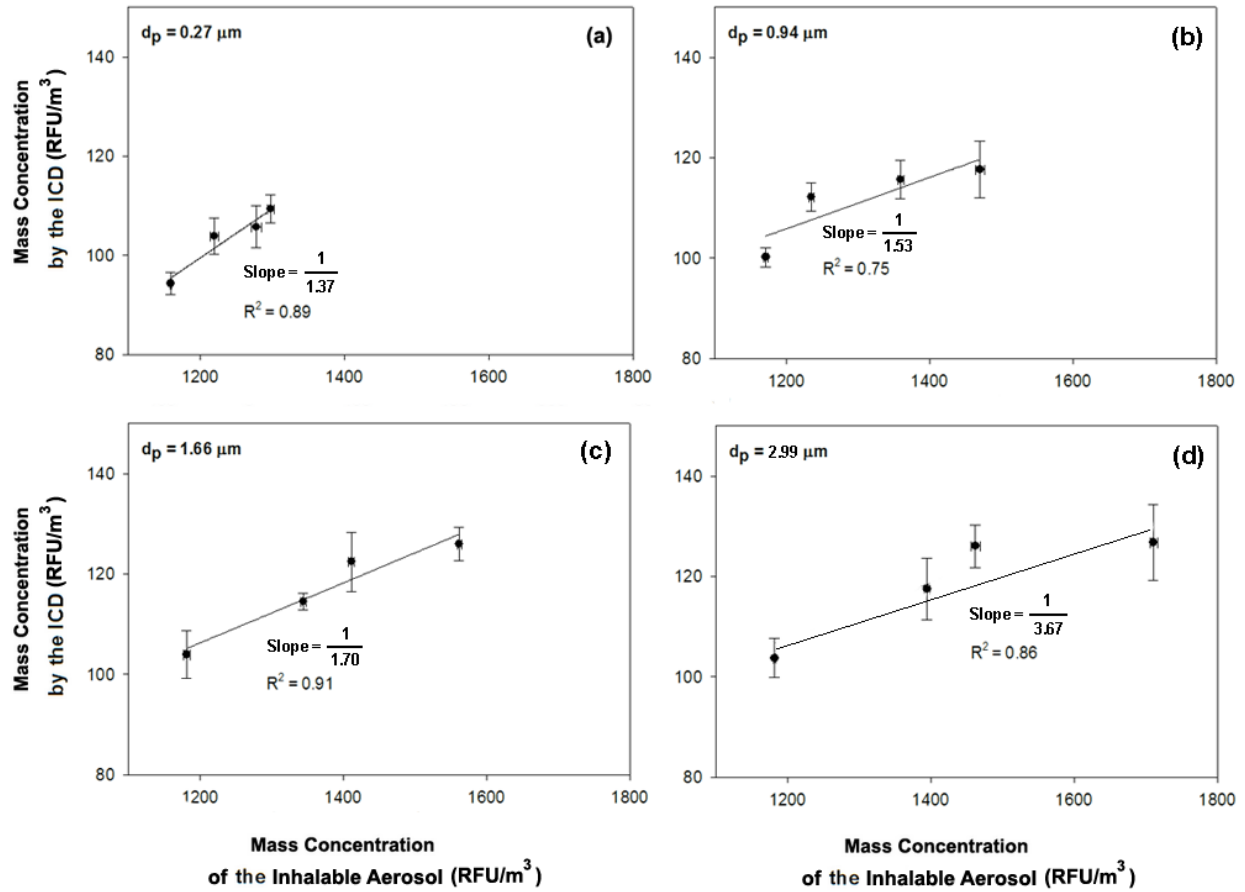 Mass Concentration
by the ICD (RFU/m³)
dp = 0.27 μm
(a)
140
120
100
80
Slope = 1/1.37
R² = 0.89
1200 1400 1600 1800
dp = 0.94 μm
(b)
140
120
100
80
Slope = 1/1.53
R² = 0.75
1200 1400 1600 1800
Mass Concentration
by the ICD (RFU/m³)
dp = 1.66 μm
(c)
140
120
100
80
Slope = 1/1.70
R² = 0.91
1200 1400 1600 1800
Mass Concentration
of the Inhalable Aerosol (RFU/m³)
dp = 2.99 μm
(d)
140
120
100
80
Slope = 1/3.67
R² = 0.86
1200 1400 1600 1800
Mass Concentration
of the Inhalable Aerosol (RFU/m³)